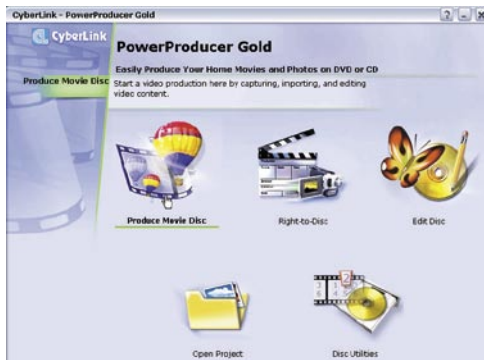 CyberLink - PowerProducer Gold
CyberLink
PowerProducer Gold
Easily Produce Your Home Movies and Photos on DVD or CD
Produce Movie Disc
Start a video production here by capturing, importing, and editing
video content.
Produce Movie Disc
Right-to-Disc
Edit Disc
2
Open Project
Disc Utilities